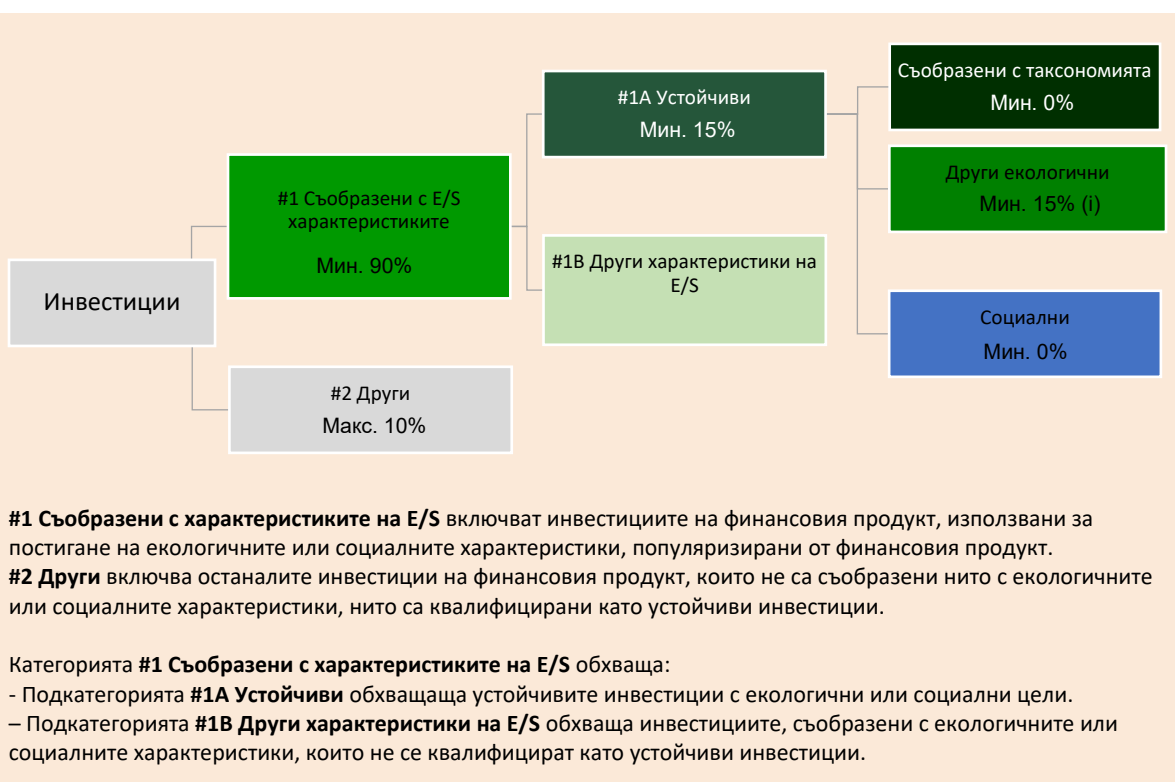 Инвестиции
#1 Съобразени с E/S
характеристиките
Мин. 90%
#2 Други
Макс. 10%
#1A Устойчиви
Мин. 15%
#1B Други характеристики на
E/S
Съобразени с таксономията
Мин. 0%
Други екологични
Мин. 15% (i)
Социални
Мин. 0%
#1 Съобразени с характеристиките на E/S включват инвестициите на финансовия продукт, използвани за
постигане на екологичните или социалните характеристики, популяризирани от финансовия продукт.
#2 Други включва останалите инвестиции на финансовия продукт, които не са съобразени нито с екологичните
или социалните характеристики, нито са квалифицирани като устойчиви инвестиции.
Категорията #1 Съобразени с характеристиките на E/S обхваща:
- Подкатегорията #1A Устойчиви обхващаща устойчивите инвестиции с екологични или социални цели.
– Подкатегорията #1B Други характеристики на E/S обхваща инвестициите, съобразени с екологичните или
социалните характеристики, които не се квалифицират като устойчиви инвестиции.